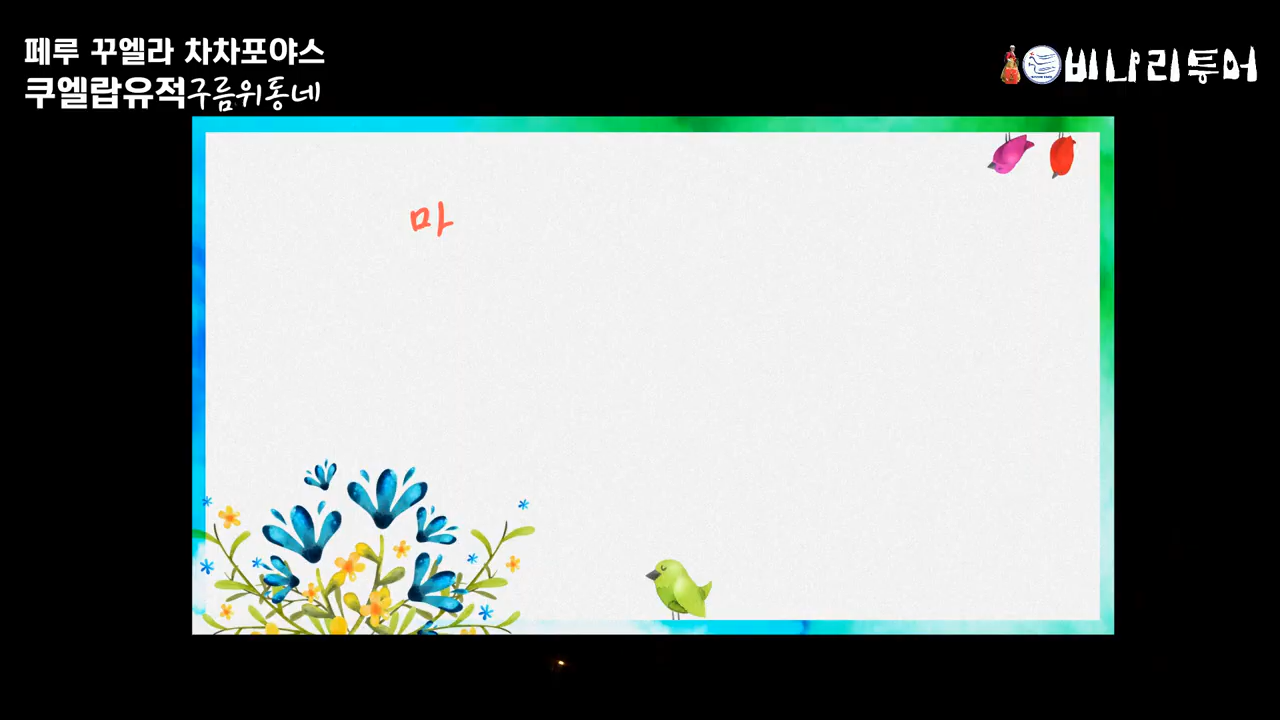 페루 꾸엘라 차차포야스
쿠엘랍유적구름위동네
비나리투어
마